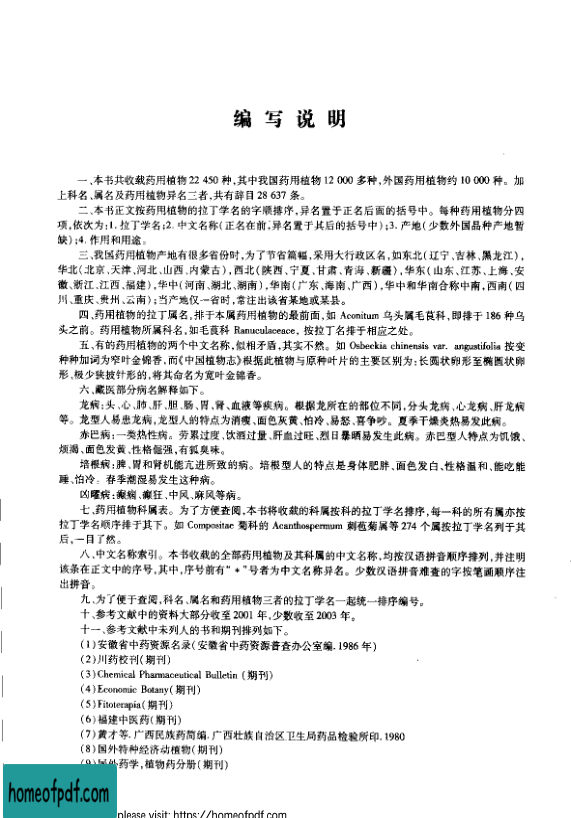 编 写 说 明
一、本书共收载药用植物 22 450 种,其中我国药用植物 12 000 多种,外国药用植物约 10 000 种。加
上科名、属名及药用植物异名三者,共有辞目 28 637 条。
二、本书正文按药用植物的拉丁学名的字顺排序,异名置于正名后面的括号中。每种药用植物分四
项,依次为:1. 拉丁学名;2. 中文名称(正名在前,异名置于其后的括号中);3. 产地(少数外国品种产地暂
缺);4. 作用和用途。
三、我国药用植物产地有很多省份时,为了节省篇幅,采用大行政区名,如东北(辽宁、吉林、黑龙江),
华北(北京、天津、河北、山西、内蒙古),西北(陕西、宁夏、甘肃、青海、新疆),华东(山东、江苏、上海、安
徽、浙江、江西、福建),华中(河南、湖北、湖南),华南(广东、海南、广西),华中和华南合称中南,西南(四
川、重庆、贵州、云南);当产地仅一省时,常注出该省某地或某县。
四、药用植物的拉丁属名,排于本属药用植物的最前面,如 Aconitum 乌头属毛茛科,即排于 186 种乌
头之前。药用植物所属科名,如毛茛科 Ranuculaceace, 按拉丁名排于相应之处。
五、有的药用植物的两个中文名称,似相矛盾,其实不然。如 Osbeckia chinensis var. angustifolia 按变
种种加词为窄叶金锦香,而《中国植物志》根据此植物与原种叶片的主要区别为:长圆状卵形至椭圆状卵
形、极少狭披针形的,将其命名为宽叶金锦香。
六、藏医部分病名解释如下。
龙病:头、心、肺、肝、胆、肠、胃、肾、血液等疾病。根据龙所在的部位不同,分头龙病、心龙病、肝龙病
等。龙型人易患龙病,龙型人的特点为消瘦、面色灰黄、怕冷、易怒、喜争吵。夏季干燥炎热易发此病。
赤巴病:一类热性病。劳累过度、饮酒过量、肝血过旺、烈日暴晒易发生此病。赤巴型人特点为饥饿、
烦渴、面色发黄、性格倔强,有狐臭味。
培根病:脾、胃和肾机能亢进所致的病。培根型人的特点是身体肥胖、面色发白、性格温和、能吃能
睡、怕冷。春季潮湿易发生这种病。
凶曜病:癫痫、癫狂、中风、麻风等病。
七、药用植物科属表。为了方便查阅,本书将收载的科属按科的拉丁学名排序,每一科的所有属亦按
拉丁学名顺序排于其下。如 Compositae 菊科的 Acanthospermum 刺苞菊属等 274 个属按拉丁学名列于其
后,一目了然。
八、中文名称索引。本书收载的全部药用植物及其科属的中文名称,均按汉语拼音顺序排列,并注明
该条在正文中的序号,其中,序号前有“*”号者为中文名称异名。少数汉语拼音难查的字按笔画顺序注
出拼音。
九、为了便于查阅,科名、属名和药用植物三者的拉丁学名一起统一排序编号。
十、参考文献中的资料大部分收至 2001 年,少数收至 2003 年。
十一、参考文献中未列人的书和期刊排列如下。
(1)安徽省中药资源名录(安徽省中药资源普查办公室编. 1986 年)
(2)川药校刊(期刊)
(3)Chemical Pharmaceutical Bulletin (期刊)
(4)Economic Botany(期刊)
(5)Fitoterapia(期刊)
(6)福建中医药(期刊)
(7)黄才等. 广西民族药简编. 广西壮族自治区卫生局药品检验所印. 1980
(8)国外特种经济动植物(期刊)
(9)国外药学,植物药分册(期刊)
homeofpdf.com
please visit: https://homeofpdf.com